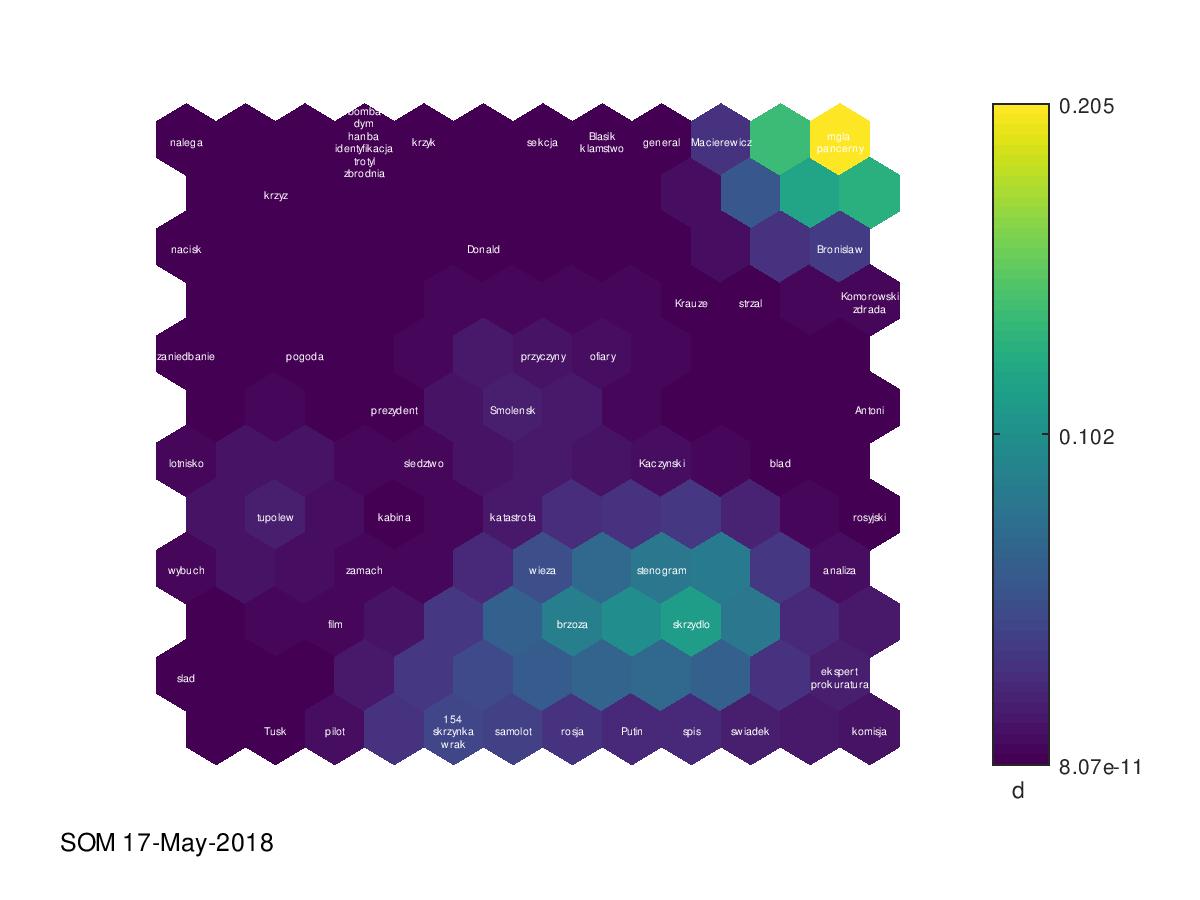 0.205
bomba
dym
hanba
identyfikacja
trotyl
zbrodnia
nalega
krzyk
sekcja
Blasik
klamstwo
general
Macierewicz
mgla
pancerny
krzyz
nacisk
Donald
Bronislaw
Krauze
strzal
Komorowski
zdrada
zaniedbanie
pogoda
przyczyny
ofiary
prezydent
Smolensk
Antoni
0.102
lotnisko
sledztwo
Kaczynski
blad
tupolew
kabina
katastrofa
rosyjski
wybuch
zamach
wieza
stenogram
analiza
film
brzoza
skrzydlo
slad
ekspert
prokuratura
Tusk
pilot
154
skrzynka
wrak
samolot
rosja
Putin
spis
swiadek
komisja
8.07e-11
d
SOM 17-May-2018